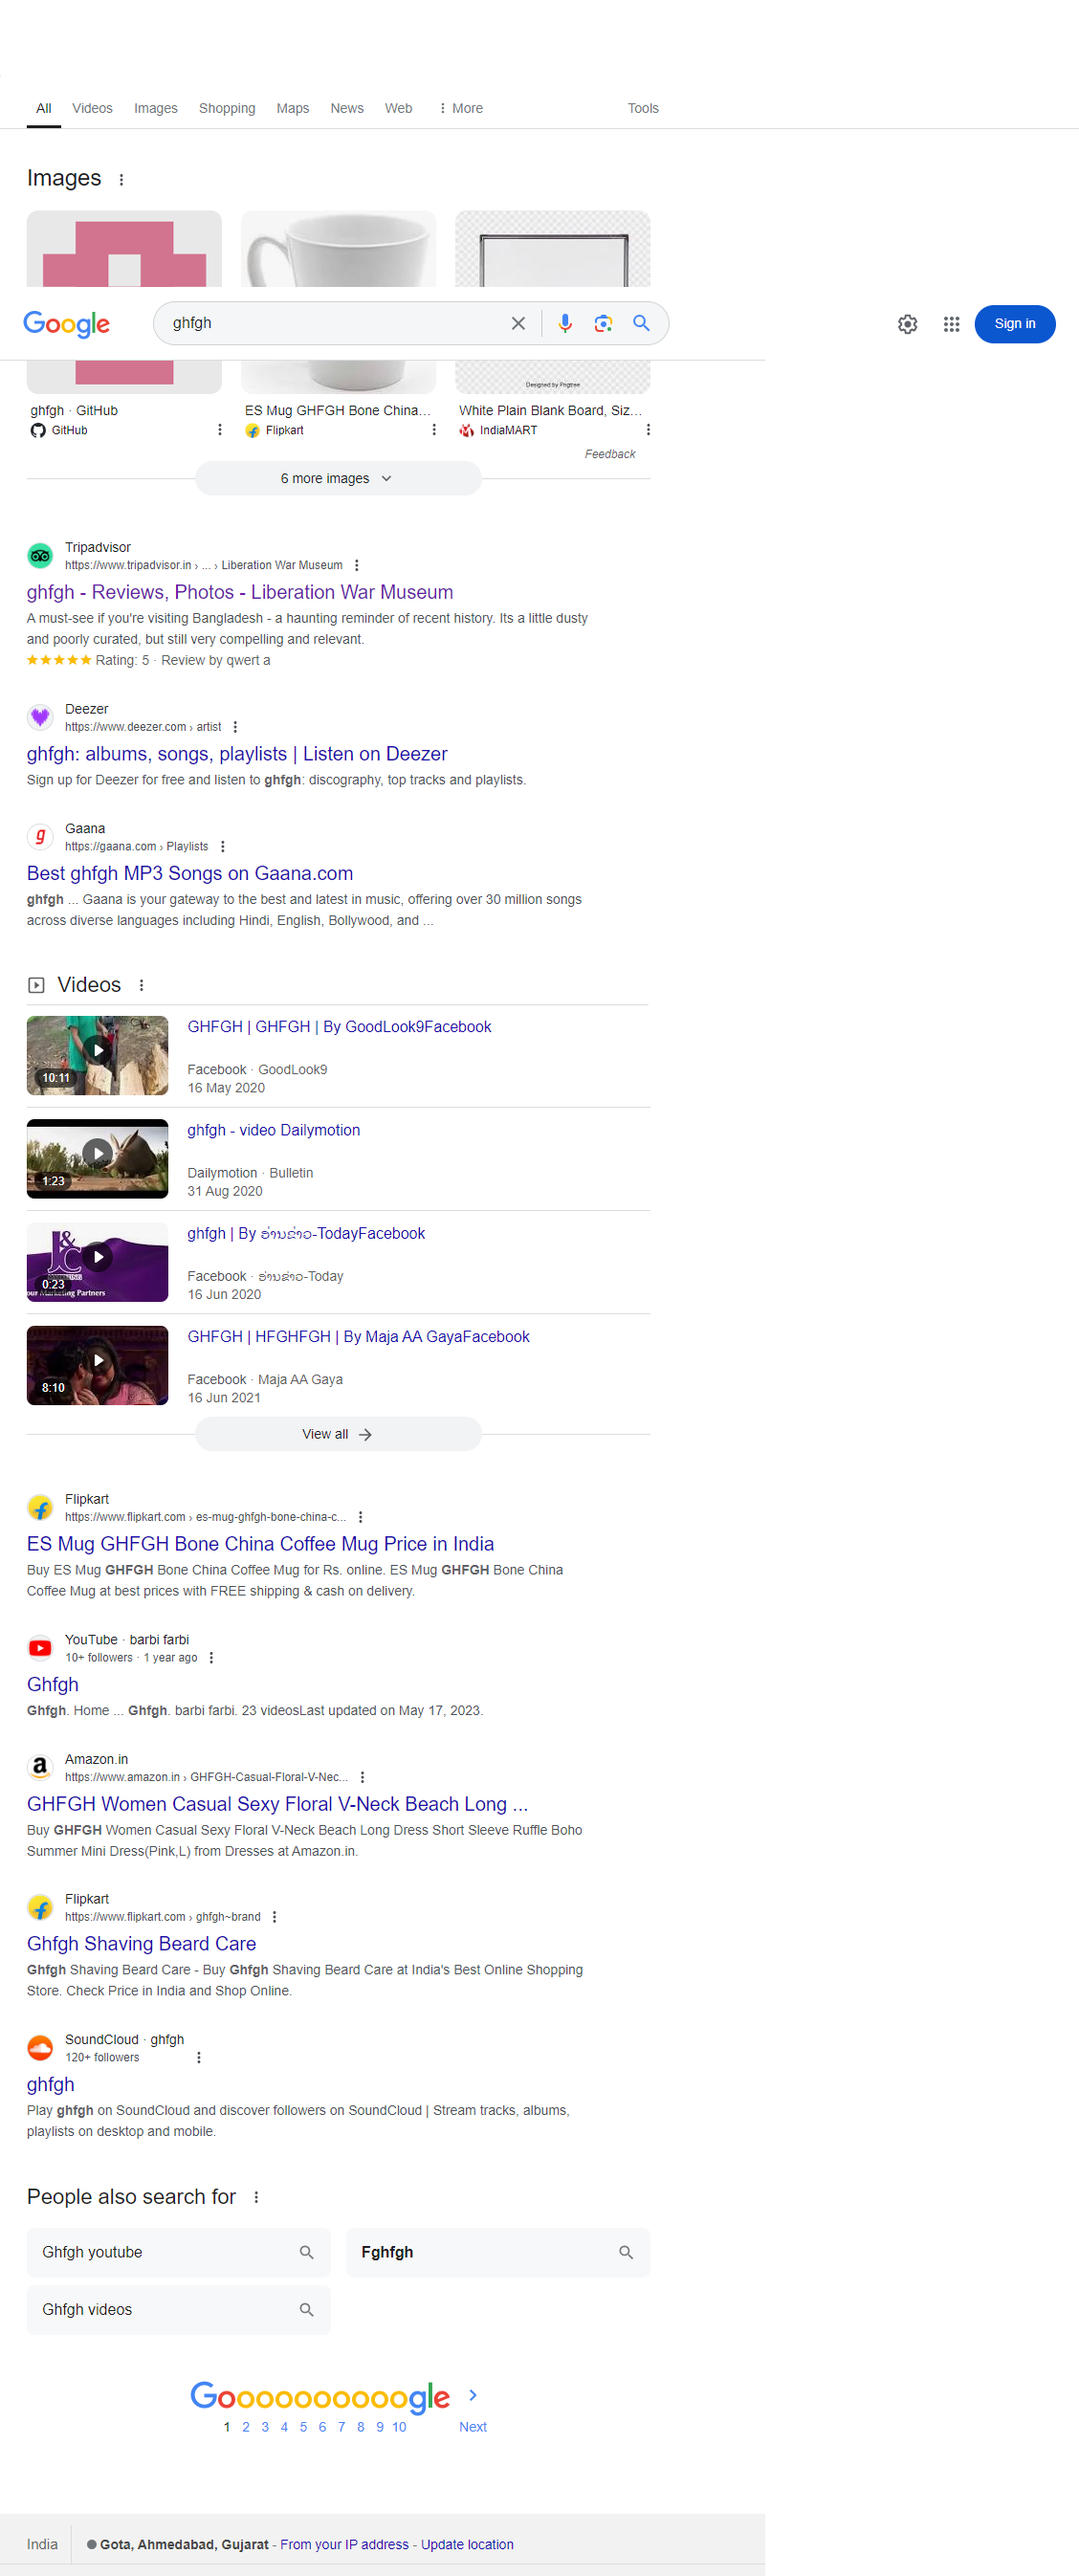 All Videos Images Shopping Maps News Web More Tools
Images
Google ghfgh Sign in
Designed by Pngtree
ghfgh · GitHub
GitHub
ES Mug GHFGH Bone China...
Flipkart
White Plain Blank Board, Siz...
IndiaMART
Feedback
6 more images
Tripadvisor
https://www.tripadvisor.in › ... › Liberation War Museum
ghfgh - Reviews, Photos - Liberation War Museum
A must-see if you're visiting Bangladesh - a haunting reminder of recent history. Its a little dusty
and poorly curated, but still very compelling and relevant.
Rating: 5 · Review by qwert a
Deezer
https://www.deezer.com › artist
ghfgh: albums, songs, playlists | Listen on Deezer
Sign up for Deezer for free and listen to ghfgh: discography, top tracks and playlists.
Gaana
https://gaana.com › Playlists
Best ghfgh MP3 Songs on Gaana.com
ghfgh ... Gaana is your gateway to the best and latest in music, offering over 30 million songs
across diverse languages including Hindi, English, Bollywood, and ...
Videos
10:11
GHFGH | GHFGH | By GoodLook9Facebook
Facebook · GoodLook9
16 May 2020
1:23
ghfgh - video Dailymotion
Dailymotion · Bulletin
31 Aug 2020
J&C
0:23
our Marketing Partners
ghfgh | By ອ່ານຂ່າວ-TodayFacebook
Facebook · ອ່ານຂ່າວ-Today
16 Jun 2020
8:10
GHFGH | HFGHFGH | By Maja AA GayaFacebook
Facebook · Maja AA Gaya
16 Jun 2021
View all
Flipkart
https://www.flipkart.com › es-mug-ghfgh-bone-china-c...
ES Mug GHFGH Bone China Coffee Mug Price in India
Buy ES Mug GHFGH Bone China Coffee Mug for Rs. online. ES Mug GHFGH Bone China
Coffee Mug at best prices with FREE shipping & cash on delivery.
YouTube · barbi farbi
10+ followers · 1 year ago
Ghfgh
Ghfgh. Home ... Ghfgh. barbi farbi. 23 videosLast updated on May 17, 2023.
Amazon.in
https://www.amazon.in › GHFGH-Casual-Floral-V-Nec...
GHFGH Women Casual Sexy Floral V-Neck Beach Long ...
Buy GHFGH Women Casual Sexy Floral V-Neck Beach Long Dress Short Sleeve Ruffle Boho
Summer Mini Dress(Pink,L) from Dresses at Amazon.in.
Flipkart
https://www.flipkart.com › ghfgh~brand
Ghfgh Shaving Beard Care
Ghfgh Shaving Beard Care - Buy Ghfgh Shaving Beard Care at India's Best Online Shopping
Store. Check Price in India and Shop Online.
SoundCloud · ghfgh
120+ followers
ghfgh
Play ghfgh on SoundCloud and discover followers on SoundCloud | Stream tracks, albums,
playlists on desktop and mobile.
People also search for
Ghfgh youtube
Fghfgh
Ghfgh videos
Goooooooooogle
1 2 3 4 5 6 7 8 9 10 Next
India Gota, Ahmedabad, Gujarat - From your IP address - Update location